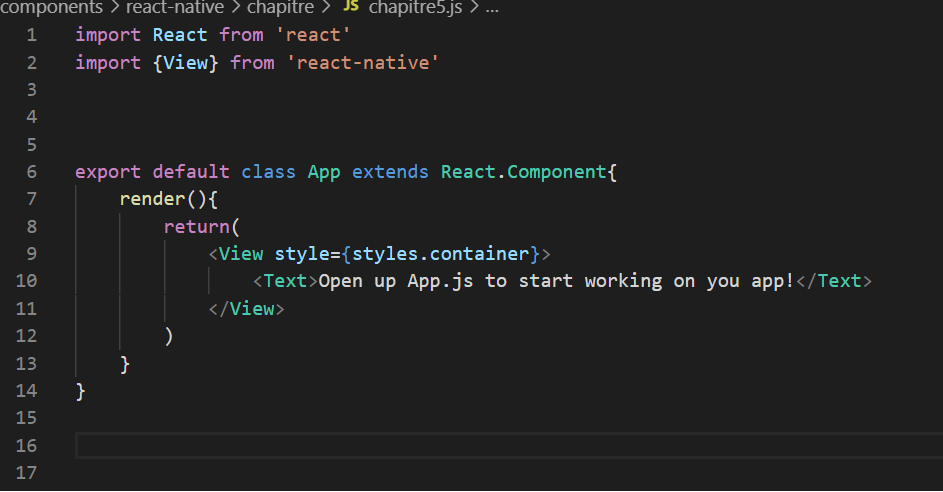 components > react-native > chapitre > JS chapitre5.js > ...
1 import React from 'react'
2 import {View} from 'react-native'
3
4
5
6 export default class App extends React.Component{
7     render(){
8         return(
9             <View style={styles.container}>
10                 <Text>Open up App.js to start working on you app!</Text>
11             </View>
12         )
13     }
14 }
15
16
17